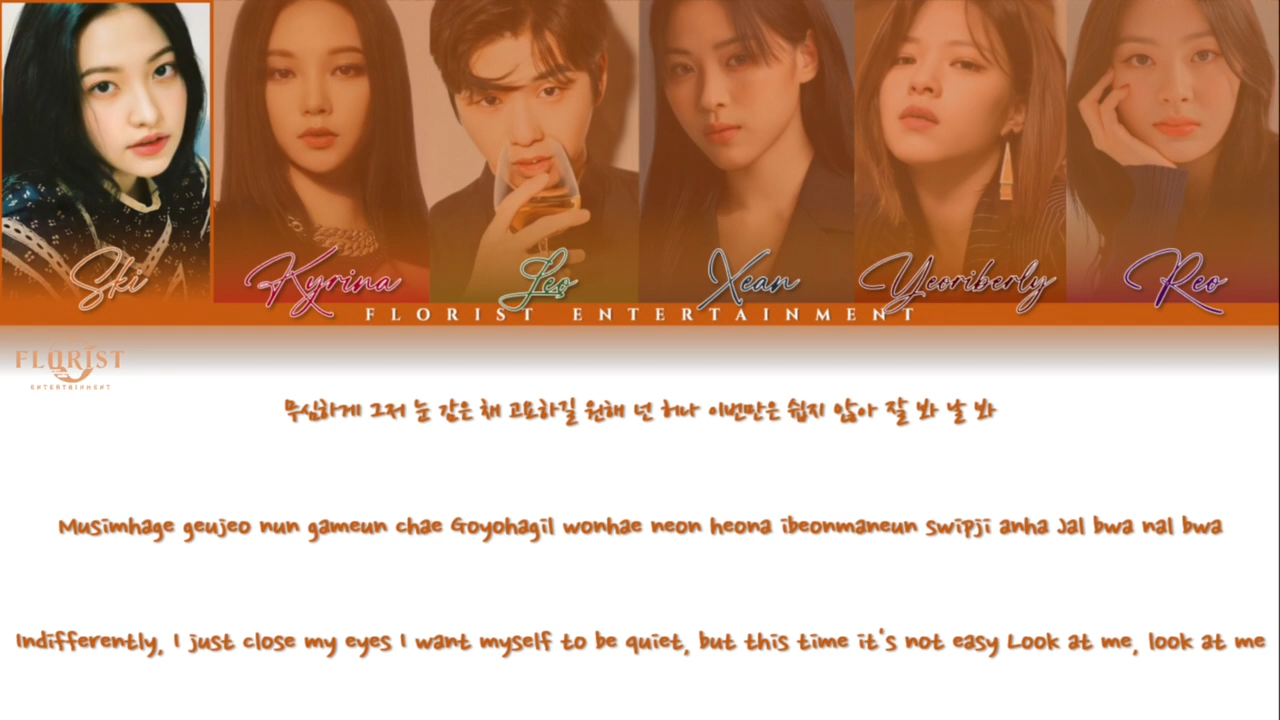 Ski
Kyrina
Leo
Xean
Yeoriberly
Reo
FLORIST ENTERTAINMENT
FLORIST
ENTERTAINMENT
무심하게 그저 눈 감은 채 고요하길 원해 넌 허나 이번만은 쉽지 않아 잘 봐 날 봐
Musimhage geujeo nun gameun chae Goyohagil wonhae neon heona ibeonmaneun swipji anha Jal bwa nal bwa
Indifferently, I just close my eyes I want myself to be quiet, but this time it's not easy Look at me, look at me